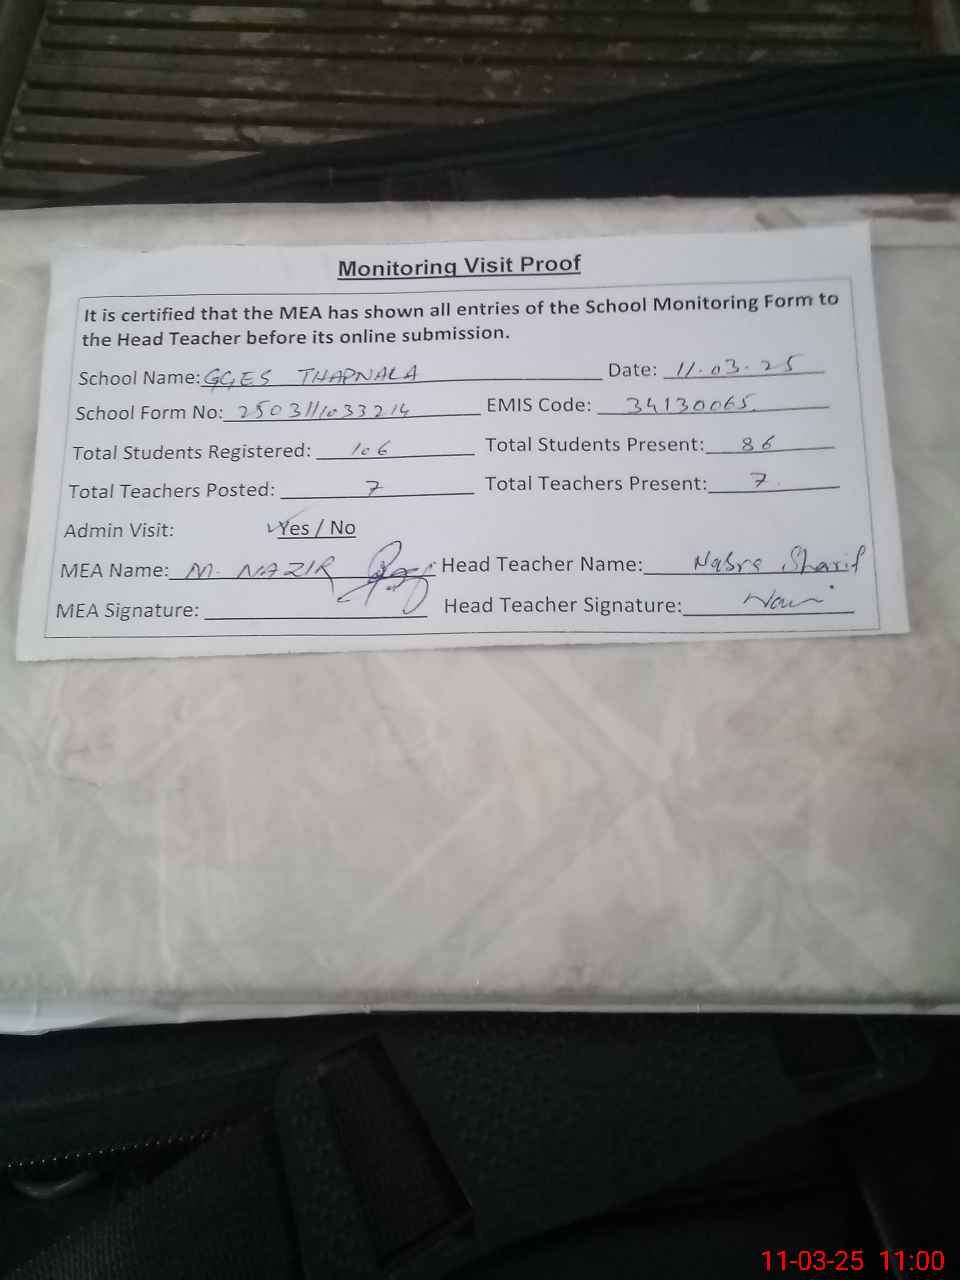 Monitoring Visit Proof
It is certified that the MEA has shown all entries of the School Monitoring Form to
the Head Teacher before its online submission.
School Name: GGES THAPNALA Date: 11.03.25
School Form No: 2503111033214 EMIS Code: 34130065
Total Students Registered: 106 Total Students Present: 86
Total Teachers Posted: 7 Total Teachers Present: 7
Admin Visit: Yes / No
MEA Name: M. NAZIR Head Teacher Name: Nabra Sharif
MEA Signature: Head Teacher Signature:
11-03-25 11:00